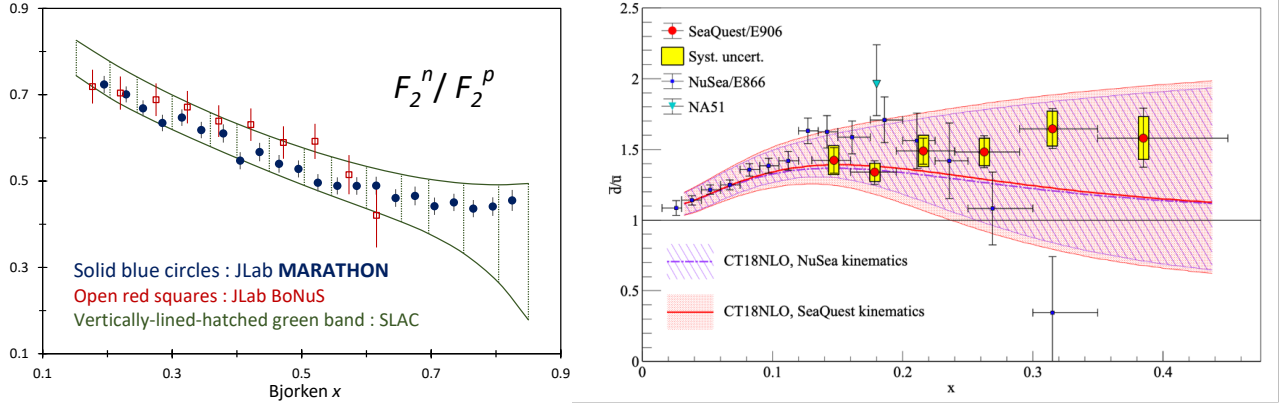 0.9
0.7
0.5
0.3
0.1
0.1
0.3
0.5
0.7
0.9
Bjorken x
F₂ⁿ/ F₂ᵖ
Solid blue circles : JLab MARATHON
Open red squares : JLab BoNuS
Vertically-lined-hatched green band : SLAC
2.5
2
1.5
1
0.5
0
0
0.1
0.2
0.3
0.4
x
d̄/ū
SeaQuest/E906
Syst. uncert.
NuSea/E866
NA51
CT18NLO, NuSea kinematics
CT18NLO, SeaQuest kinematics